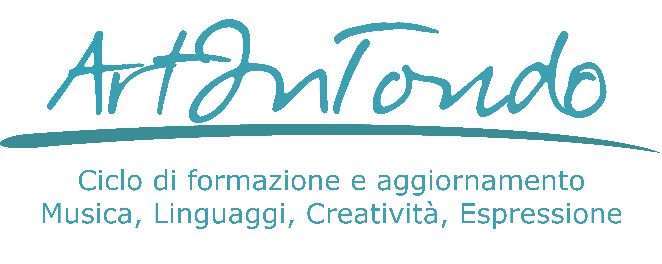 ArtInTondo
Ciclo di formazione e aggiornamento
Musica, Linguaggi, Creatività, Espressione